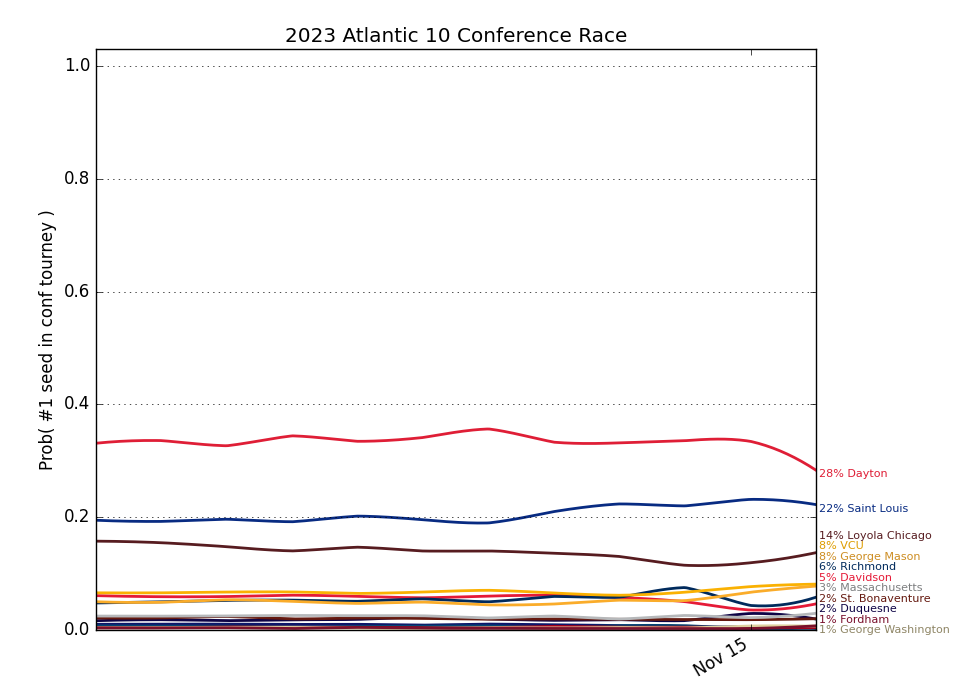 2023 Atlantic 10 Conference Race
Prob( #1 seed in conf tourney )
1.0
0.8
0.6
0.4
0.2
0.0
28% Dayton
22% Saint Louis
14% Loyola Chicago
8% VCU
8% George Mason
6% Richmond
5% Davidson
3% Massachusetts
2% St. Bonaventure
2% Duquesne
1% Fordham
1% George Washington
Nov 15